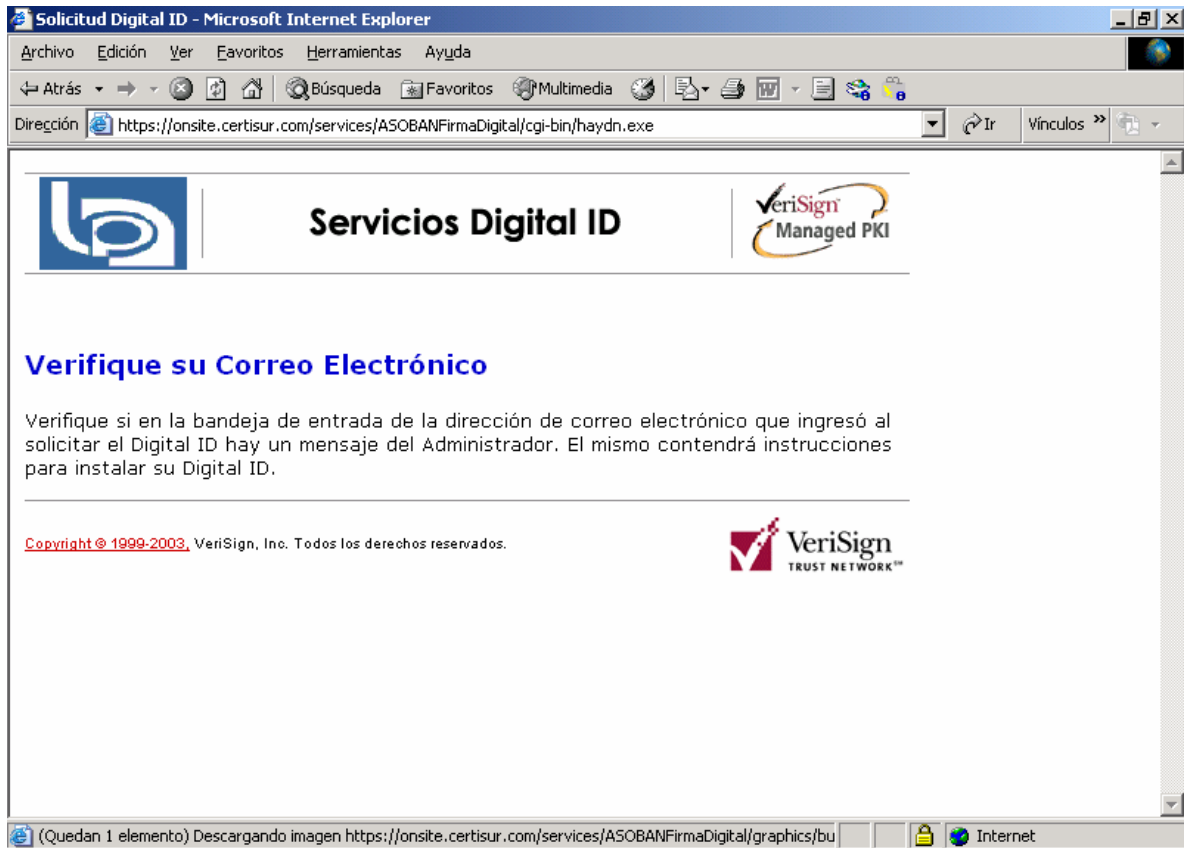 Solicitud Digital ID - Microsoft Internet Explorer
Archivo Edición Ver Favoritos Herramientas Ayuda
Atrás Búsqueda Favoritos Multimedia
Dirección https://onsite.certisur.com/services/ASOBANFirmaDigital/cgi-bin/haydn.exe Ir Vínculos »
Servicios Digital ID
VeriSign
Managed PKI
Verifique su Correo Electrónico
Verifique si en la bandeja de entrada de la dirección de correo electrónico que ingresó al
solicitar el Digital ID hay un mensaje del Administrador. El mismo contendrá instrucciones
para instalar su Digital ID.
Copyright © 1999-2003, VeriSign, Inc. Todos los derechos reservados.
VeriSign
TRUST NETWORK℠
(Quedan 1 elemento) Descargando imagen https://onsite.certisur.com/services/ASOBANFirmaDigital/graphics/bu Internet